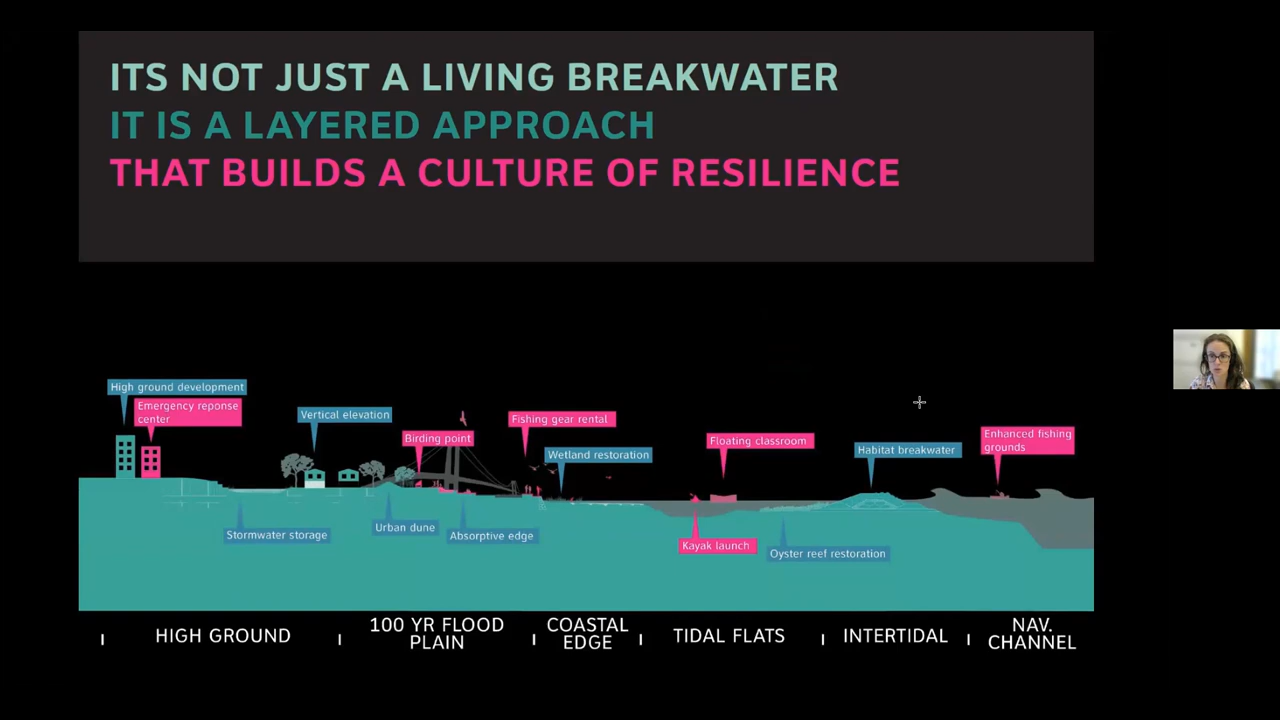 ITS NOT JUST A LIVING BREAKWATER
IT IS A LAYERED APPROACH
THAT BUILDS A CULTURE OF RESILIENCE
High ground development
Emergency reponse
center
Vertical elevation
Birding point
Fishing gear rental
Wetland restoration
Floating classroom
Habitat breakwater
Enhanced fishing
grounds
Stormwater storage
Urban dune
Absorptive edge
Kayak launch
Oyster reef restoration
HIGH GROUND
100 YR FLOOD
PLAIN
COASTAL
EDGE
TIDAL FLATS
INTERTIDAL
NAV.
CHANNEL